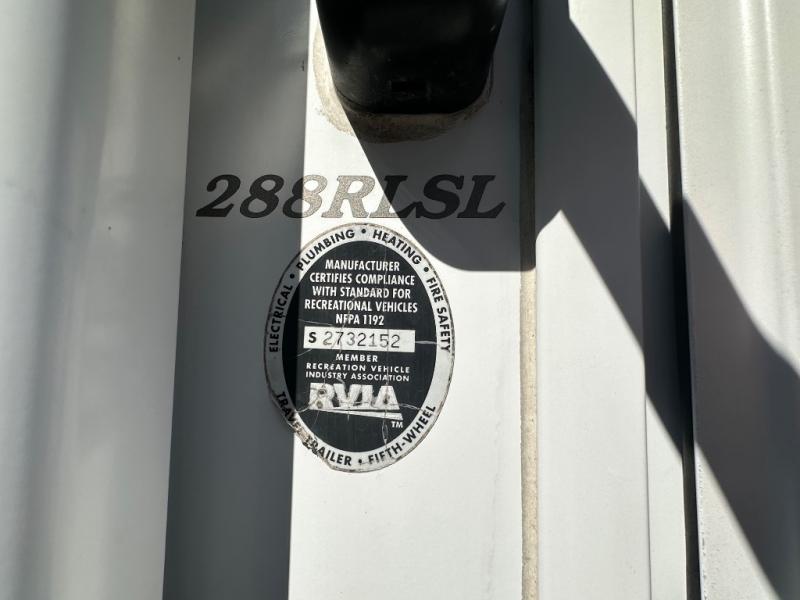 288RLSL
ELECTRICAL • PLUMBING • HEATING • FIRE SAFETY
MANUFACTURER
CERTIFIES COMPLIANCE
WITH STANDARD FOR
RECREATIONAL VEHICLES
NFPA 1192
S 2732152
MEMBER
RECREATION VEHICLE
INDUSTRY ASSOCIATION
RVIA
TM
TRAVEL TRAILER • FIFTH-WHEEL